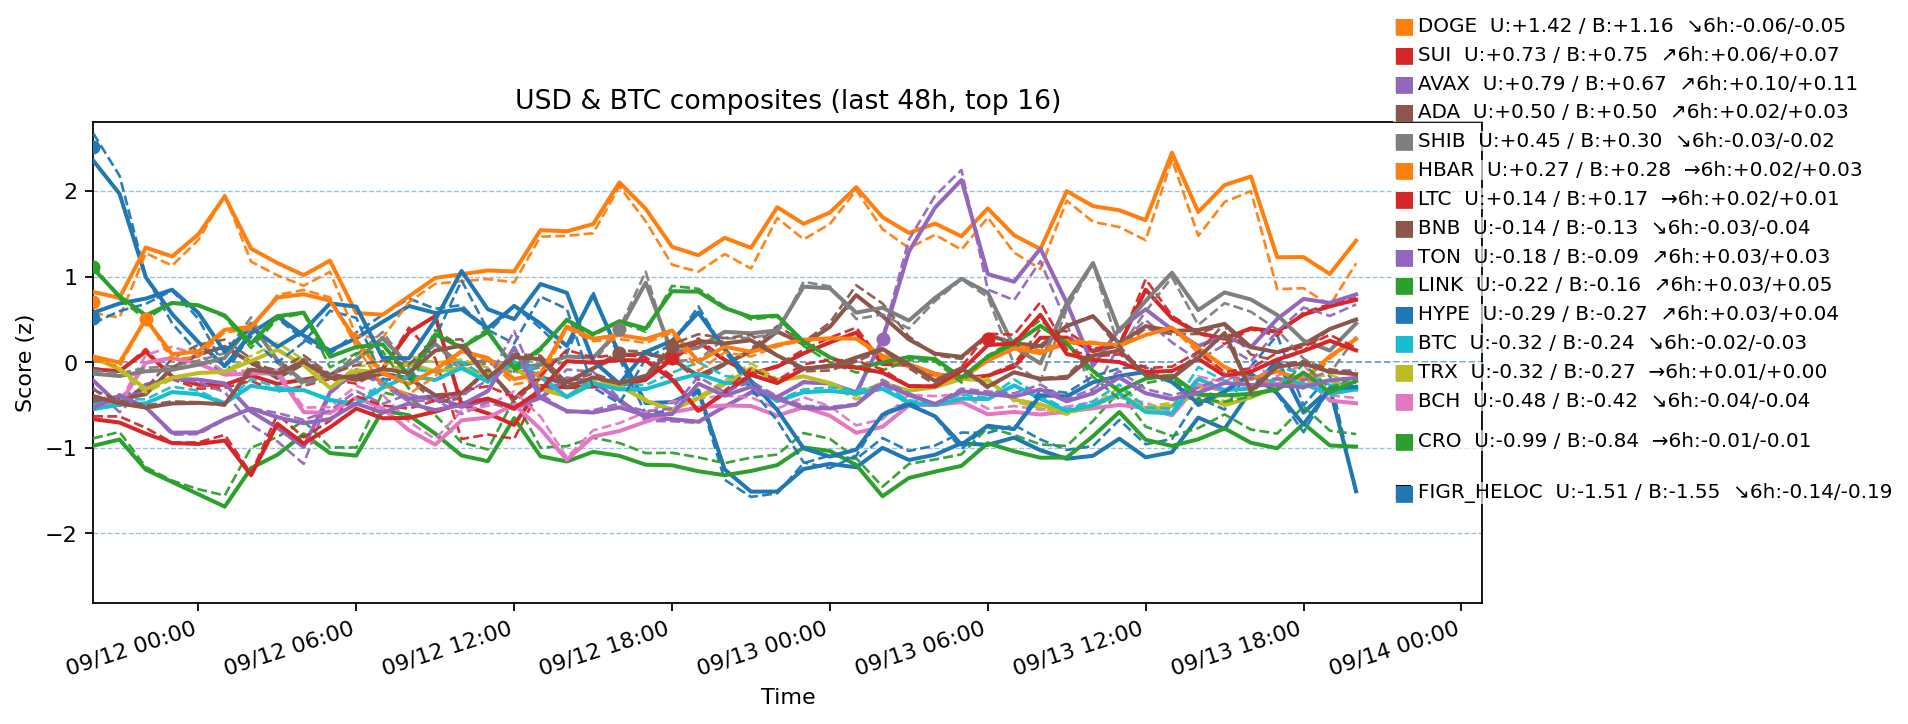 DOGE U:+1.42 / B:+1.16 ↘6h:-0.06/-0.05
SUI U:+0.73 / B:+0.75 ↗6h:+0.06/+0.07
AVAX U:+0.79 / B:+0.67 ↗6h:+0.10/+0.11
USD & BTC composites (last 48h, top 16)
ADA U:+0.50 / B:+0.50 ↗6h:+0.02/+0.03
SHIB U:+0.45 / B:+0.30 ↘6h:-0.03/-0.02
HBAR U:+0.27 / B:+0.28 →6h:+0.02/+0.03
LTC U:+0.14 / B:+0.17 →6h:+0.02/+0.01
BNB U:-0.14 / B:-0.13 ↘6h:-0.03/-0.04
TON U:-0.18 / B:-0.09 ↗6h:+0.03/+0.03
LINK U:-0.22 / B:-0.16 ↗6h:+0.03/+0.05
HYPE U:-0.29 / B:-0.27 ↗6h:+0.03/+0.04
BTC U:-0.32 / B:-0.24 ↘6h:-0.02/-0.03
TRX U:-0.32 / B:-0.27 →6h:+0.01/+0.00
BCH U:-0.48 / B:-0.42 ↘6h:-0.04/-0.04
CRO U:-0.99 / B:-0.84 →6h:-0.01/-0.01
FIGR_HELOC U:-1.51 / B:-1.55 ↘6h:-0.14/-0.19
Score (z)
2
1
0
−1
−2
09/12 00:00
09/12 06:00
09/12 12:00
09/12 18:00
09/13 00:00
09/13 06:00
09/13 12:00
09/13 18:00
09/14 00:00
Time